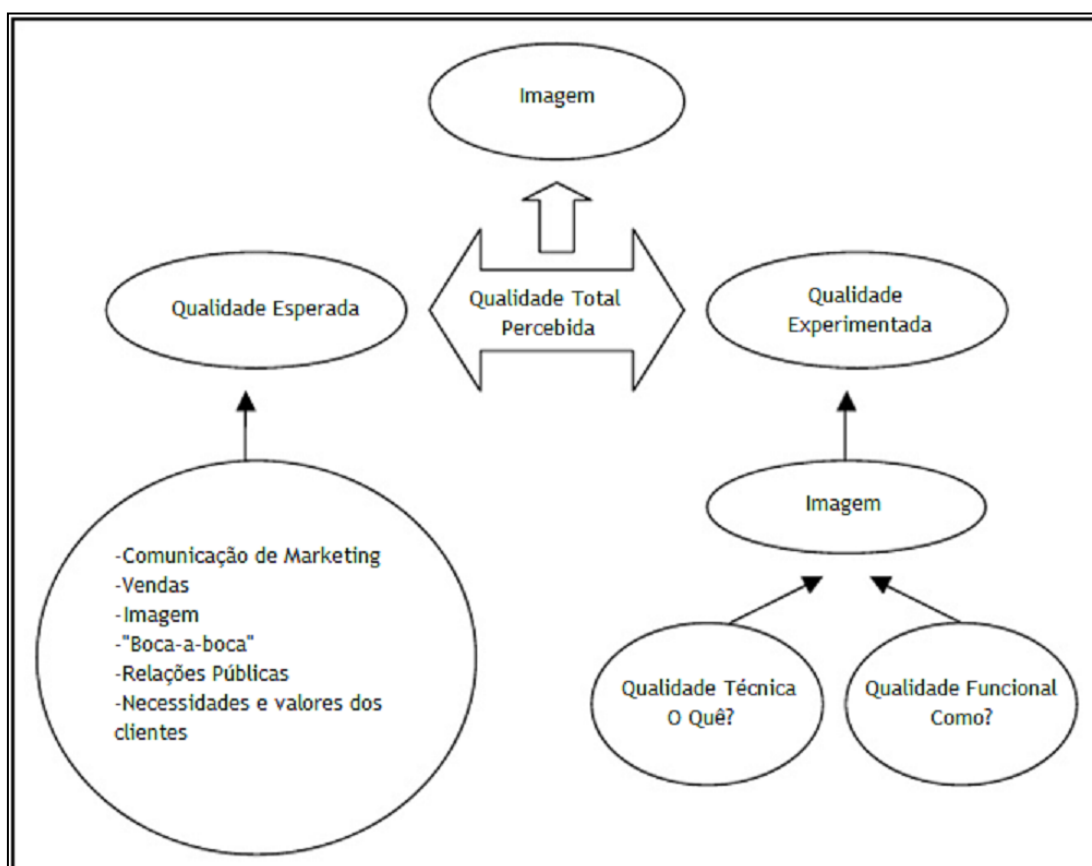 Imagem
Qualidade Esperada
Qualidade Total
Percebida
Qualidade
Experimentada
Imagem
-Comunicação de Marketing
-Vendas
-Imagem
-"Boca-a-boca"
-Relações Públicas
-Necessidades e valores dos
clientes
Qualidade Técnica
O Quê?
Qualidade Funcional
Como?